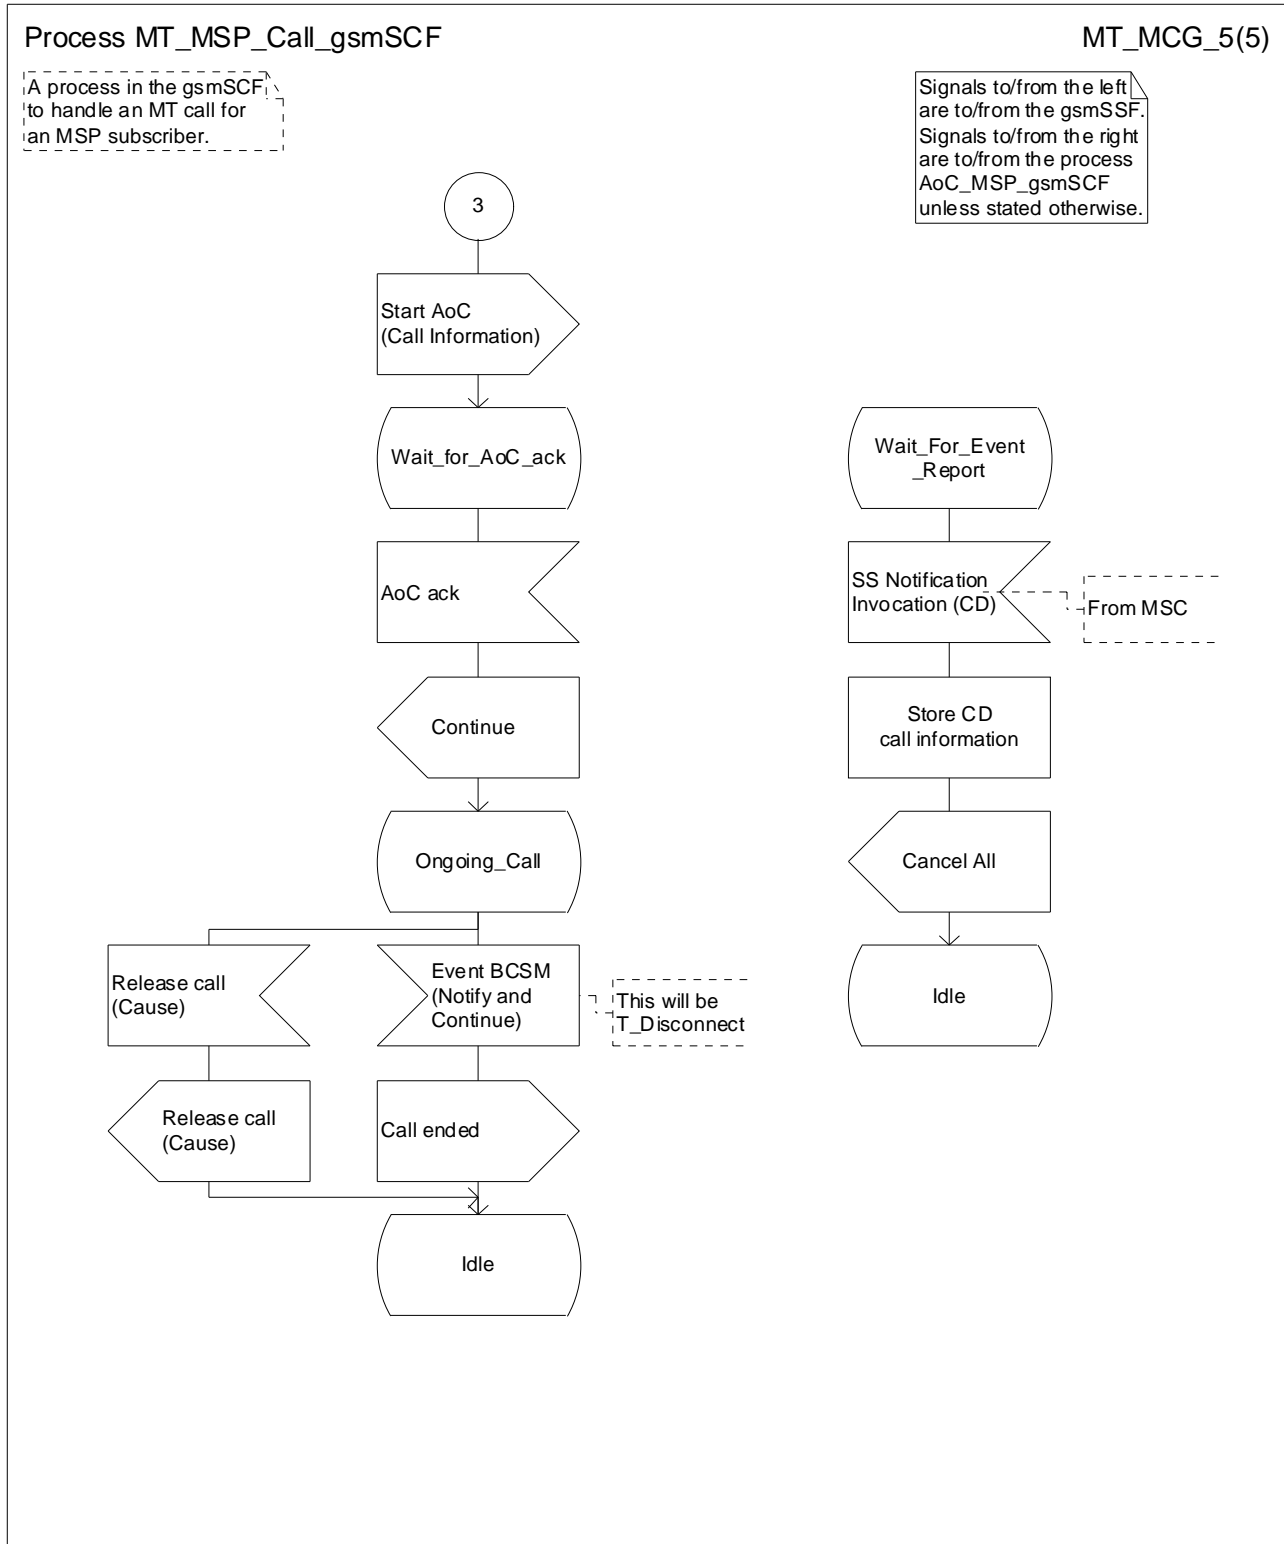 Process MT_MSP_Call_gsmSCF
MT_MCG_5(5)
A process in the gsmSCF
to handle an MT call for
an MSP subscriber.
Signals to/from the left
are to/from the gsmSSF.
Signals to/from the right
are to/from the process
AoC_MSP_gsmSCF
unless stated otherwise.
3
Start AoC
(Call Information)
Wait_for_AoC_ack
AoC ack
Continue
Ongoing_Call
Release call
(Cause)
Event BCSM
(Notify and
Continue)
This will be
T_Disconnect
Release call
(Cause)
Call ended
Idle
Wait_For_Event
_Report
SS Notification
Invocation (CD)
From MSC
Store CD
call information
Cancel All
Idle